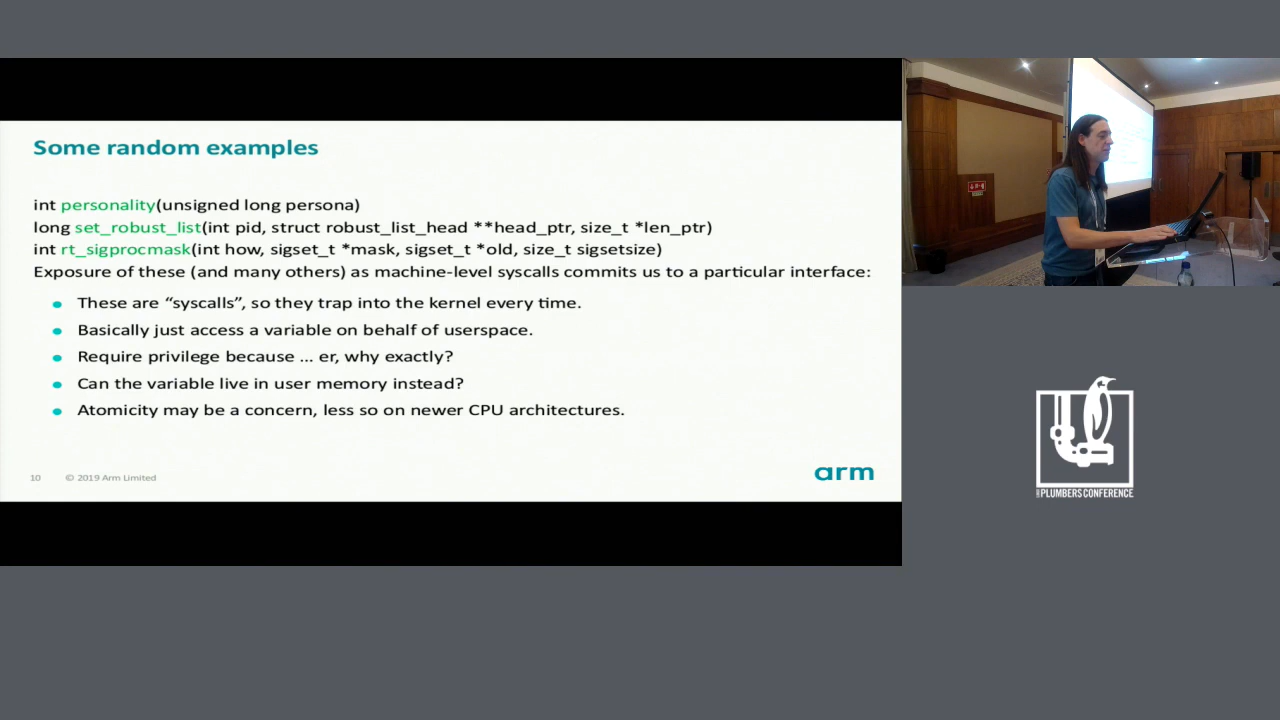 Some random examples
int personality(unsigned long persona)
long set_robust_list(int pid, struct robust_list_head **head_ptr, size_t *len_ptr)
int rt_sigprocmask(int how, sigset_t *mask, sigset_t *old, size_t sigsetsize)
Exposure of these (and many others) as machine-level syscalls commits us to a particular interface:
These are “syscalls”, so they trap into the kernel every time.
Basically just access a variable on behalf of userspace.
Require privilege because ... er, why exactly?
Can the variable live in user memory instead?
Atomicity may be a concern, less so on newer CPU architectures.
10 © 2019 Arm Limited
arm
PLUMBERS CONFERENCE